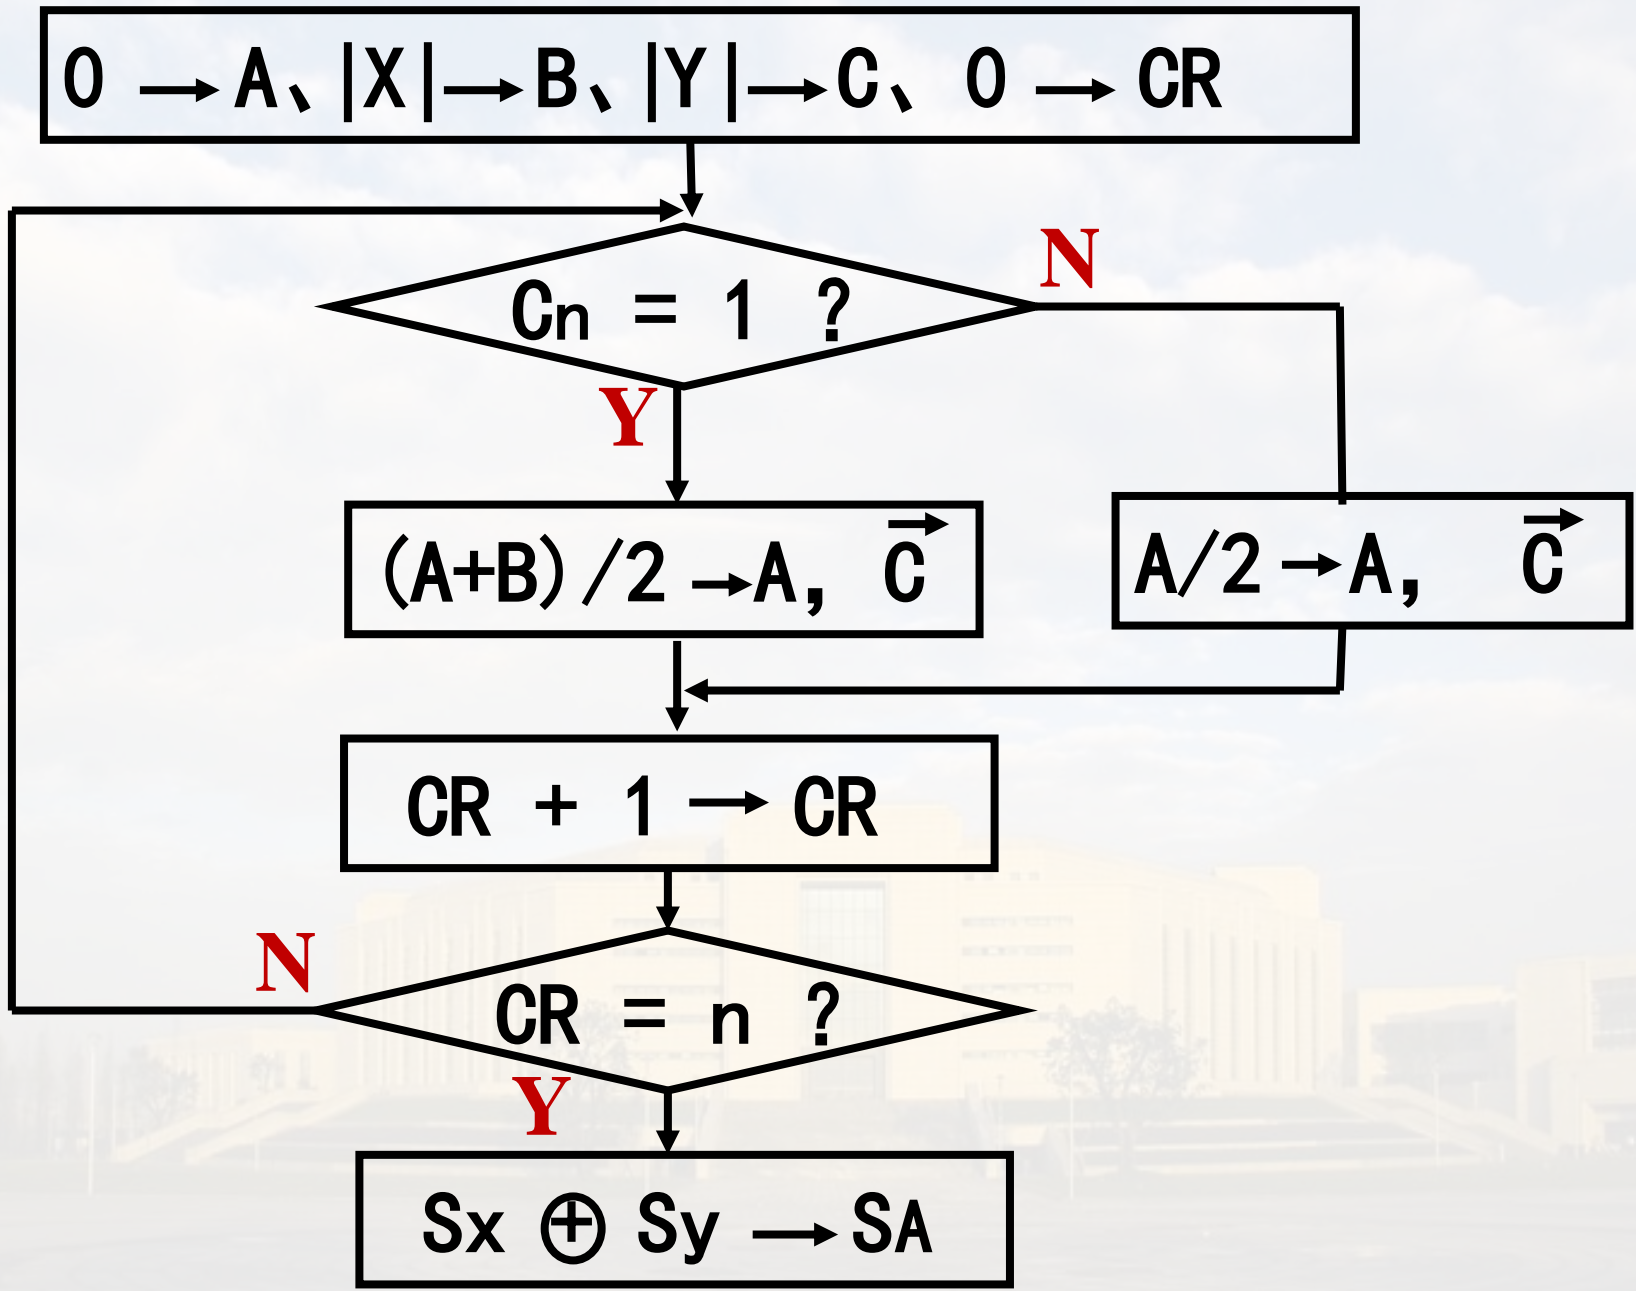 0 → A、|X| → B、|Y| → C、 0 → CR
N
Cn = 1 ?
Y
(A+B)/2 → A, C⃗
A/2 → A, C⃗
CR + 1 → CR
N
CR = n ?
Y
Sx ⊕ Sy → SA